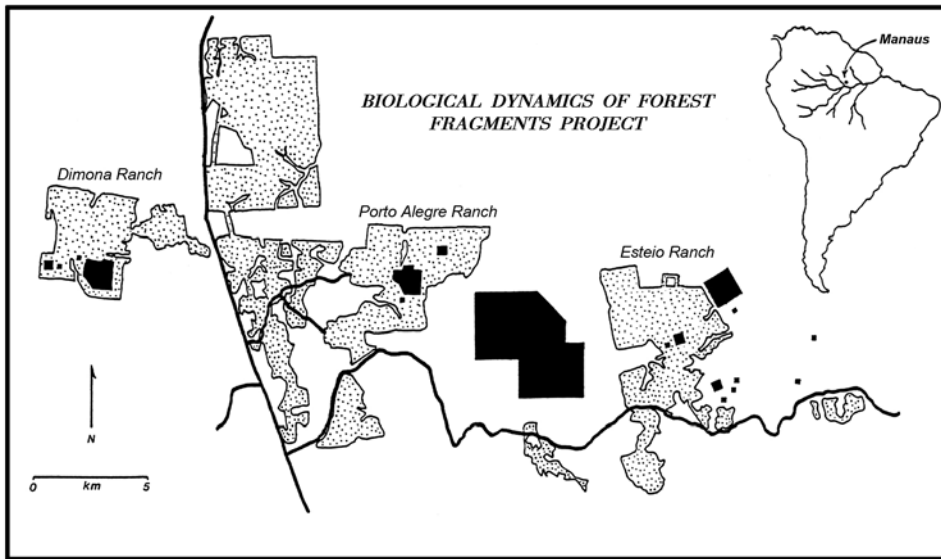 Manaus
BIOLOGICAL DYNAMICS OF FOREST
FRAGMENTS PROJECT
Dimona Ranch
Porto Alegre Ranch
Esteio Ranch
N
0 km 5